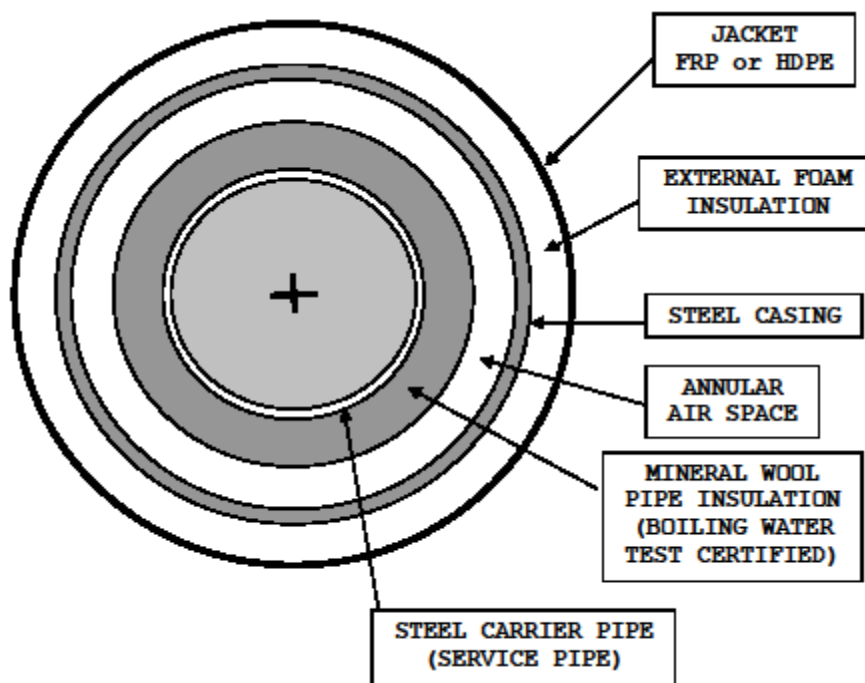 JACKET
FRP or HDPE
EXTERNAL FOAM
INSULATION
STEEL CASING
ANNULAR
AIR SPACE
MINERAL WOOL
PIPE INSULATION
(BOILING WATER
TEST CERTIFIED)
STEEL CARRIER PIPE
(SERVICE PIPE)